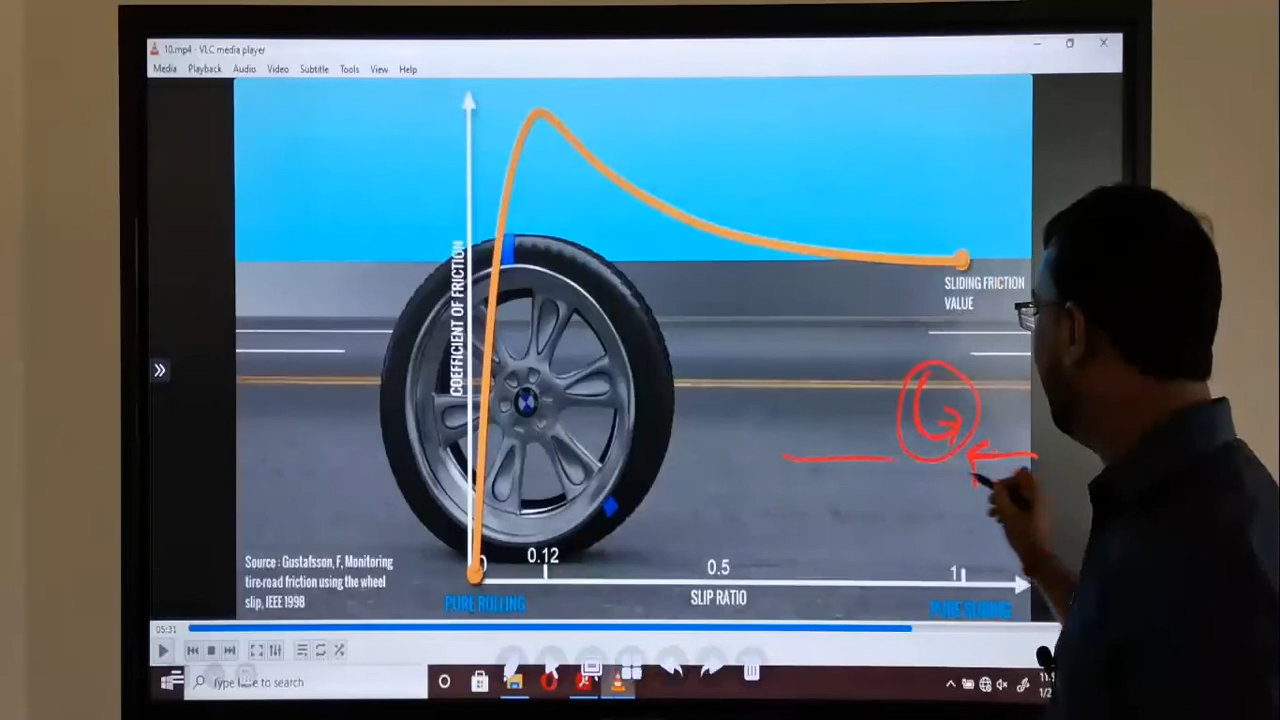 10.mp4 - VLC media player
Media Playback Audio Video Subtitle Tools View Help
COEFFICIENT OF FRICTION
SLIDING FRICTION
VALUE
0 0.12 0.5 1
Source : Gustafsson, F, Monitoring
tire-road friction using the wheel
slip, IEEE 1998
PURE ROLLING
SLIP RATIO
PURE SLIDING
05:31
Type here to search